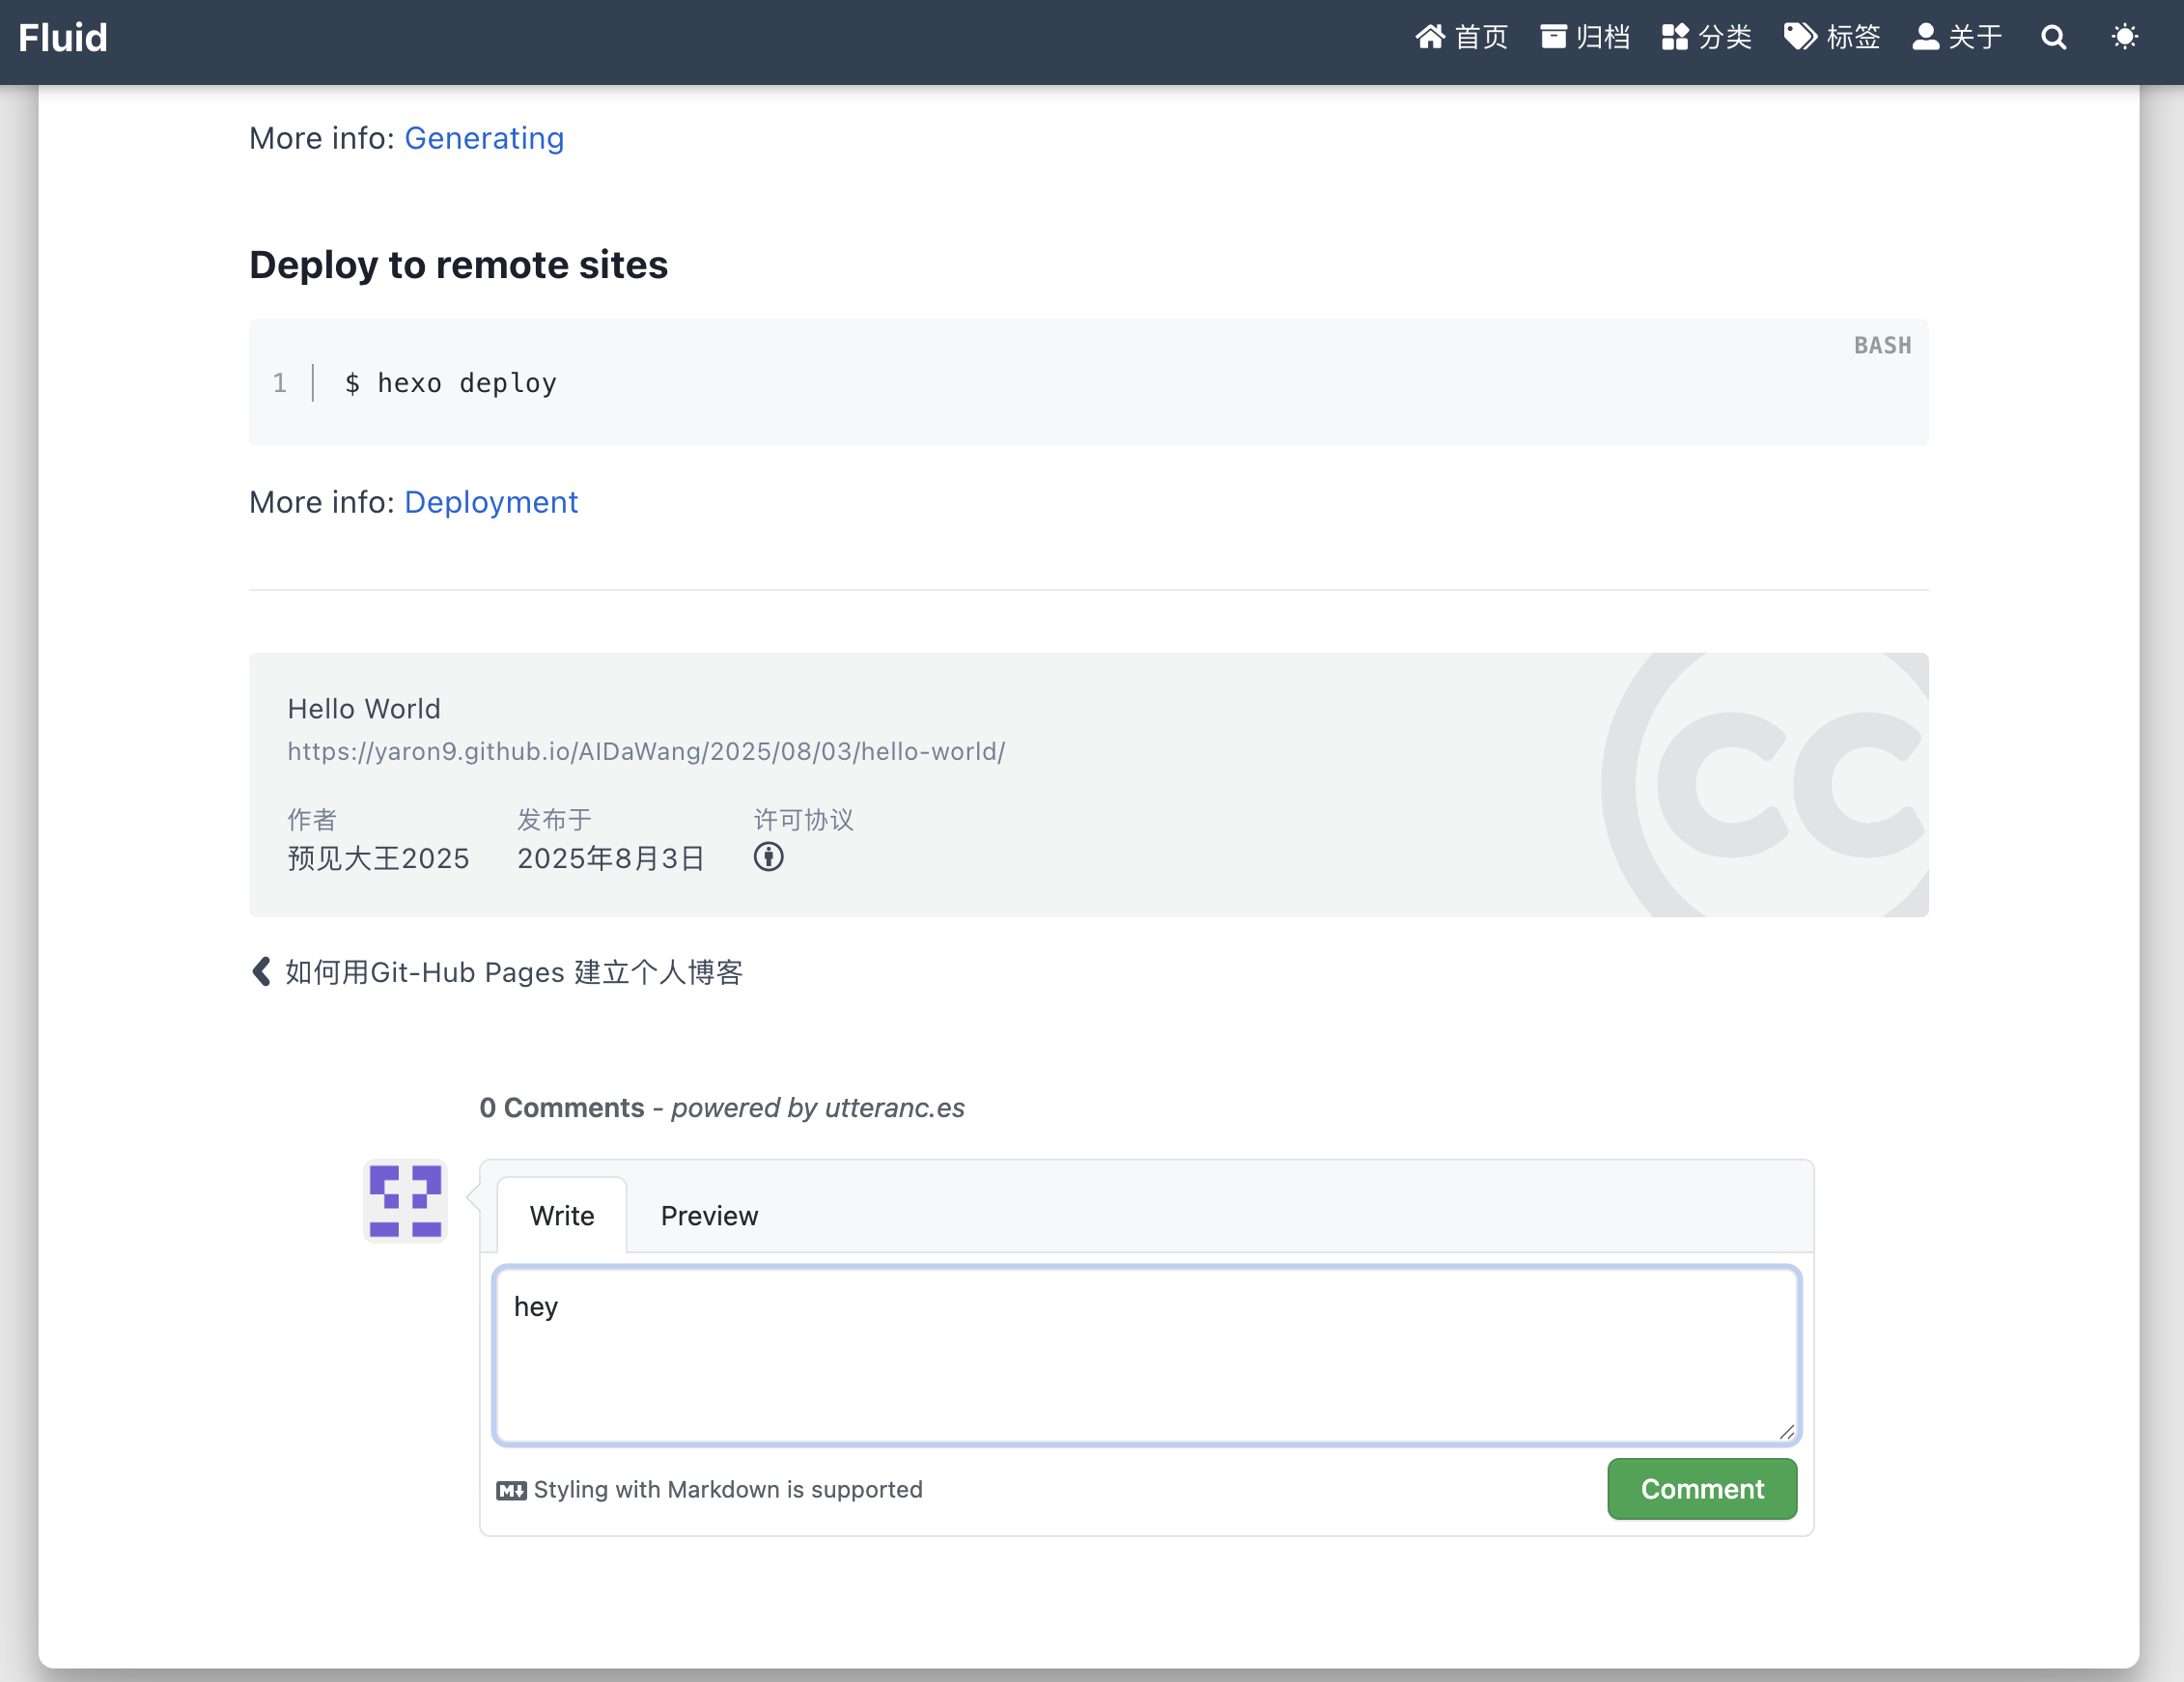 Fluid
首页 归档 分类 标签 关于
More info: Generating
Deploy to remote sites
BASH
1 $ hexo deploy
More info: Deployment
Hello World
https://yaron9.github.io/AIDaWang/2025/08/03/hello-world/
作者 发布于 许可协议
预见大王2025 2025年8月3日
cc
如何用Git-Hub Pages 建立个人博客
0 Comments - powered by utteranc.es
Write Preview
hey
M Styling with Markdown is supported
Comment